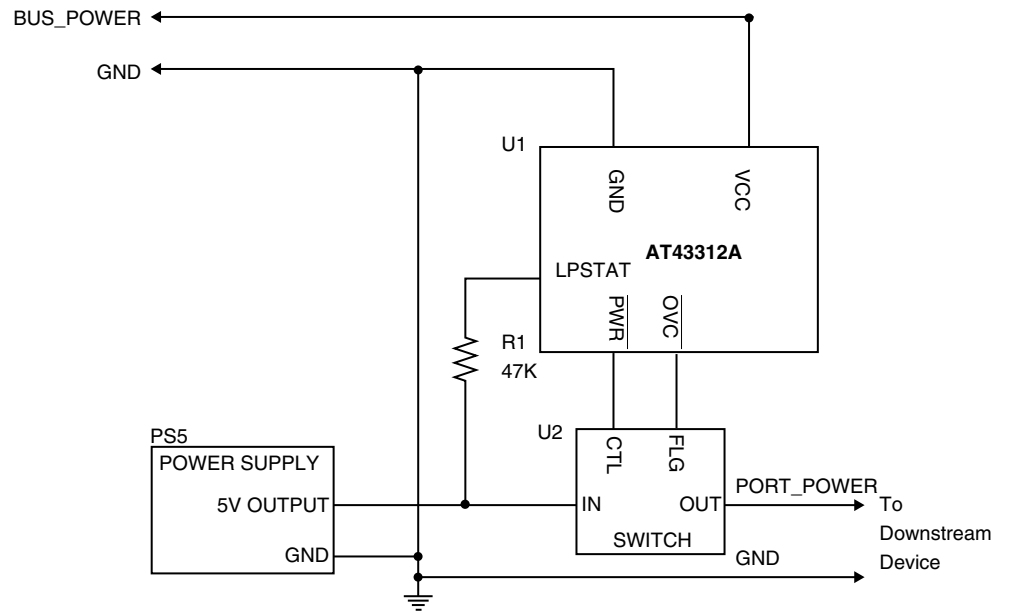 BUS_POWER
GND
U1
GND
VCC
AT43312A
LPSTAT
PWR
OVC
R1
47K
PS5
POWER SUPPLY
5V OUTPUT
GND
U2
CTL
FLG
IN
OUT
SWITCH
PORT_POWER
GND
To
Downstream
Device